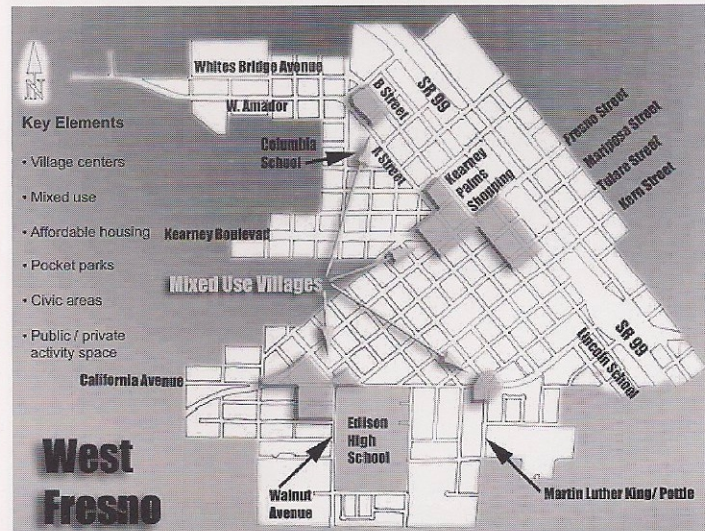 N
Whites Bridge Avenue
W. Amador
Key Elements
• Village centers
• Mixed use
• Affordable housing
• Pocket parks
• Civic areas
• Public / private
activity space
Columbia
School
B Street
A Street
SR 99
Kearney
Palms
Shopping
Fresno Street
Mariposa Street
Tulare Street
Kern Street
Kearney Boulevad
Mixed Use Villages
SR 99
Lincoln School
California Avenue
Edison
High
School
West
Fresno
Walnut
Avenue
Martin Luther King/ Pottle